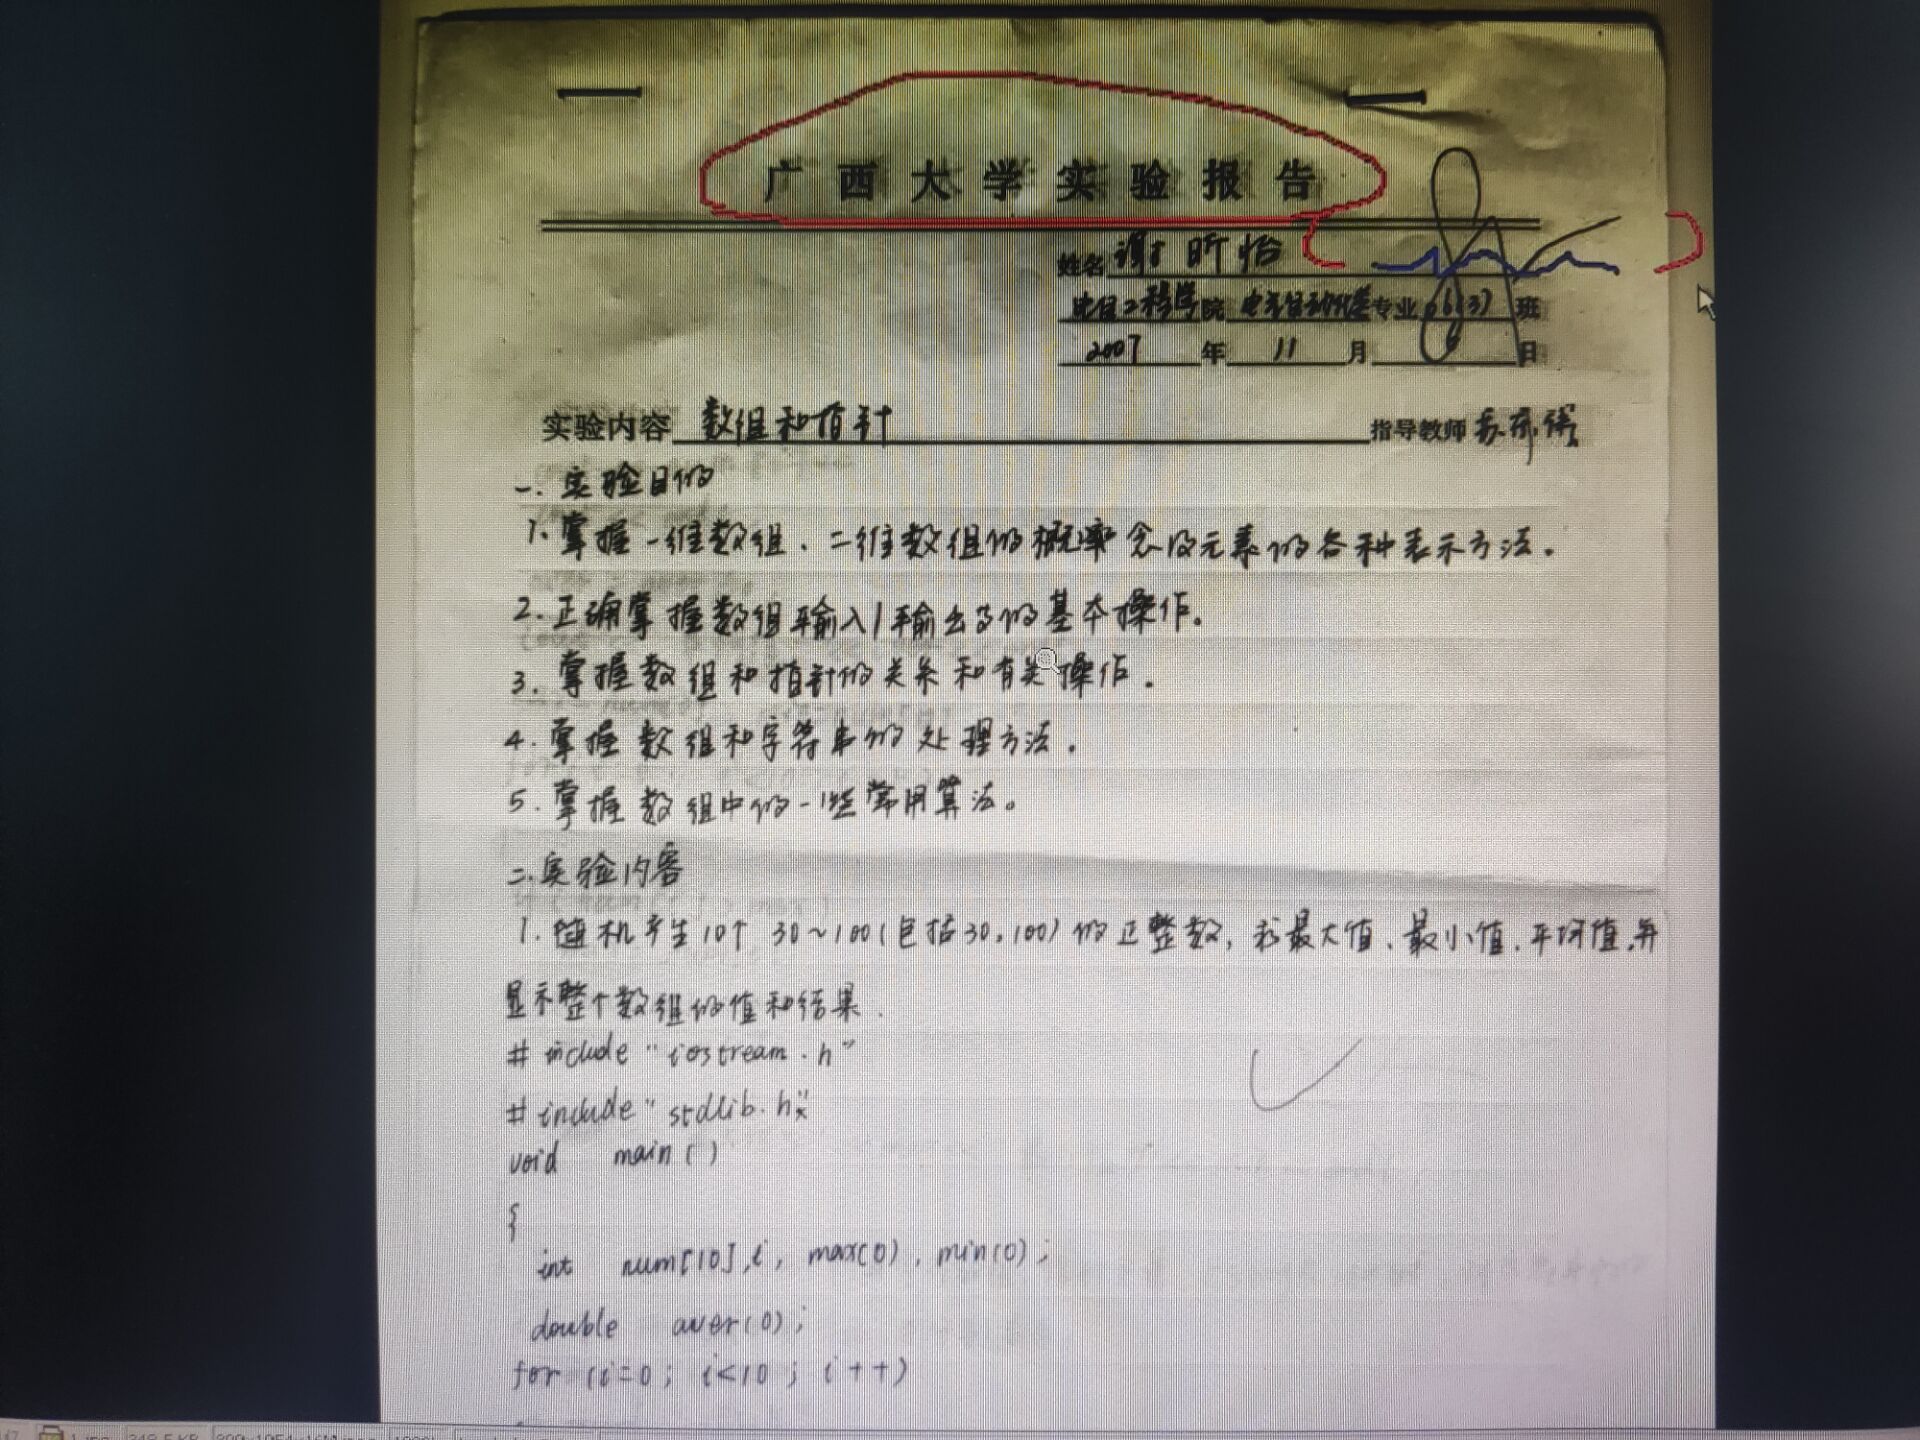 广西大学实验报告
姓名 谢昕怡
电气工程学院 专业 06(3) 班
2007 年 11 月 6 日
实验内容 数组和指针 指导教师
一. 实验目的
1. 掌握一维数组、二维数组的概率念及元素的各种表示方法。
2. 正确掌握数组输入/输出的基本操作.
3. 掌握数组和指针的关系和有关操作.
4. 掌握数组和字符串的处理方法.
5. 掌握数组中的一些常用算法。
二. 实验内容
1. 随机产生10个 30~100(包括30,100)的正整数, 求最大值、最小值、平均值,并
显示整个数组的值和结果.
# include "iostream.h"
# include "stdlib.h"
void main()
{
int num[10],i, max(0), min(0);
double aver(0);
for (i=0; i<10; i++)